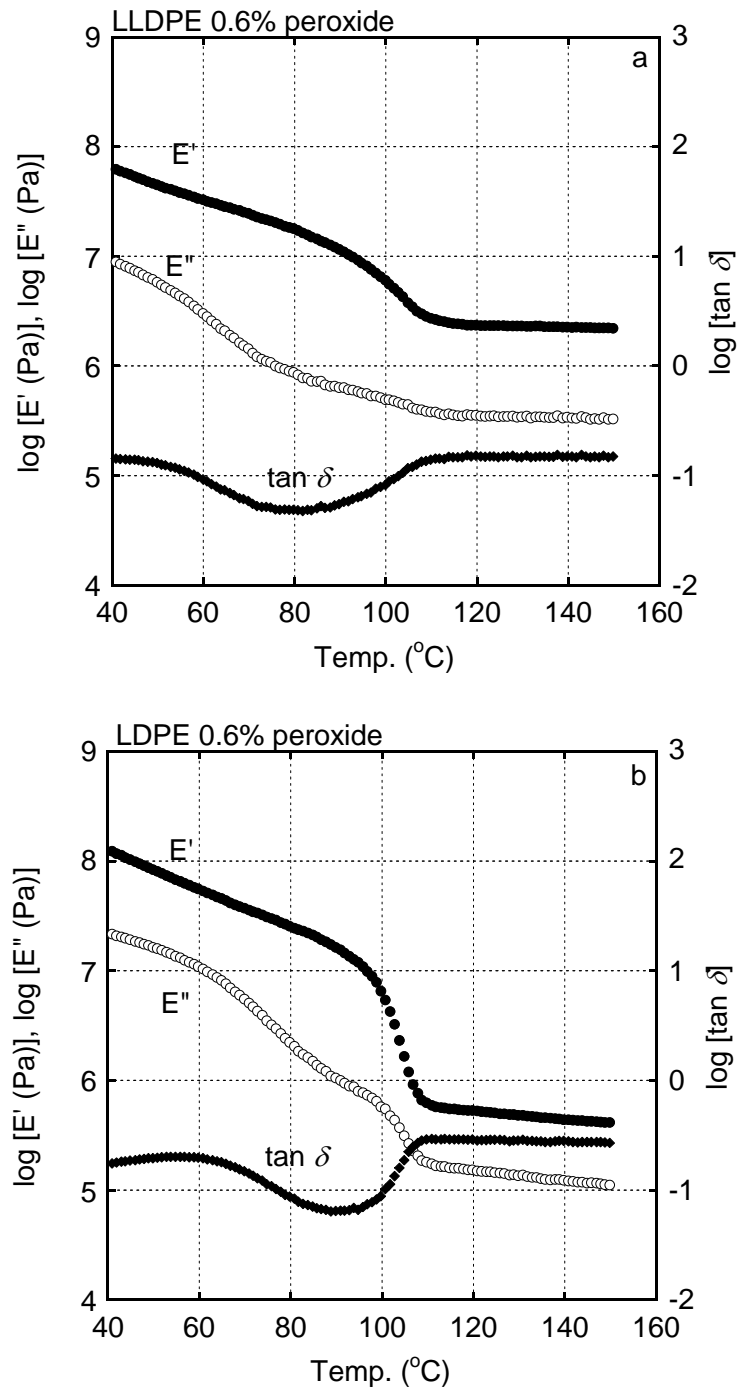 LLDPE 0.6% peroxide
9
3
a
8
2
E'
7
1
E"
6
0
5
-1
tan δ
4
-2
log [E' (Pa)], log [E" (Pa)]
log [tan δ]
40 60 80 100 120 140 160
Temp. (°C)
LDPE 0.6% peroxide
9
3
b
8
2
E'
7
1
E"
6
0
5
-1
tan δ
4
-2
log [E' (Pa)], log [E" (Pa)]
log [tan δ]
40 60 80 100 120 140 160
Temp. (°C)